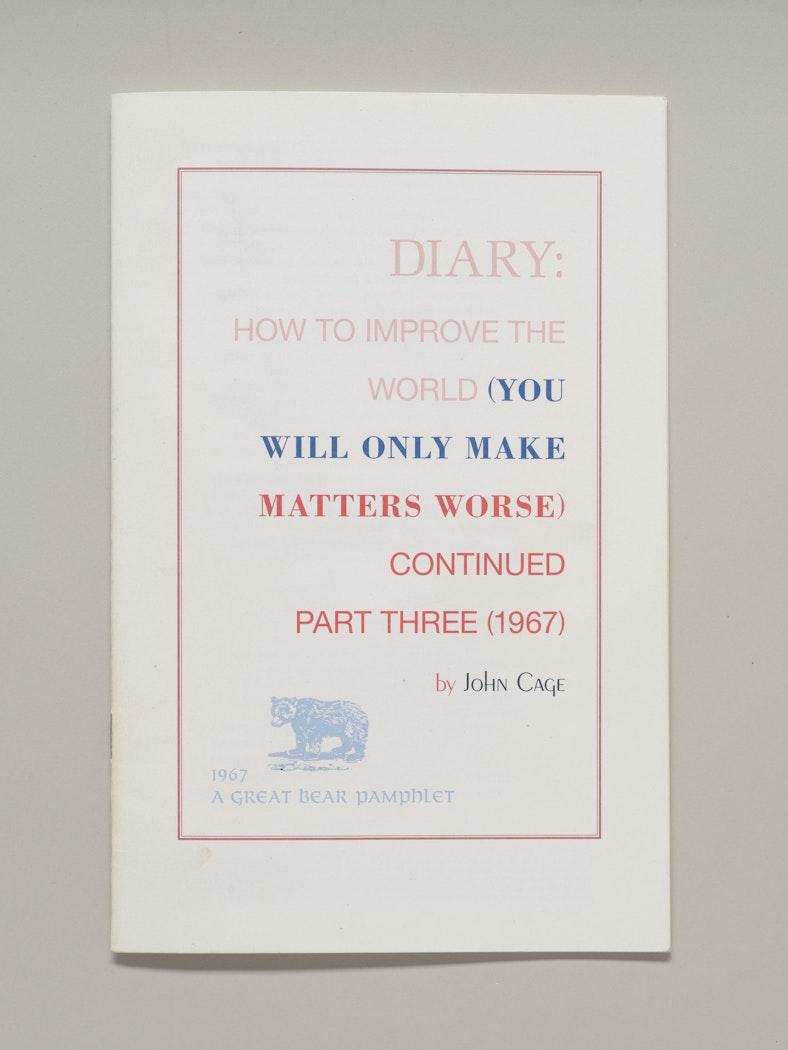 DIARY:
HOW TO IMPROVE THE
WORLD (YOU
WILL ONLY MAKE
MATTERS WORSE)
CONTINUED
PART THREE (1967)
by JOHN CAGE
1967
A GREAT BEAR PAMPHLET